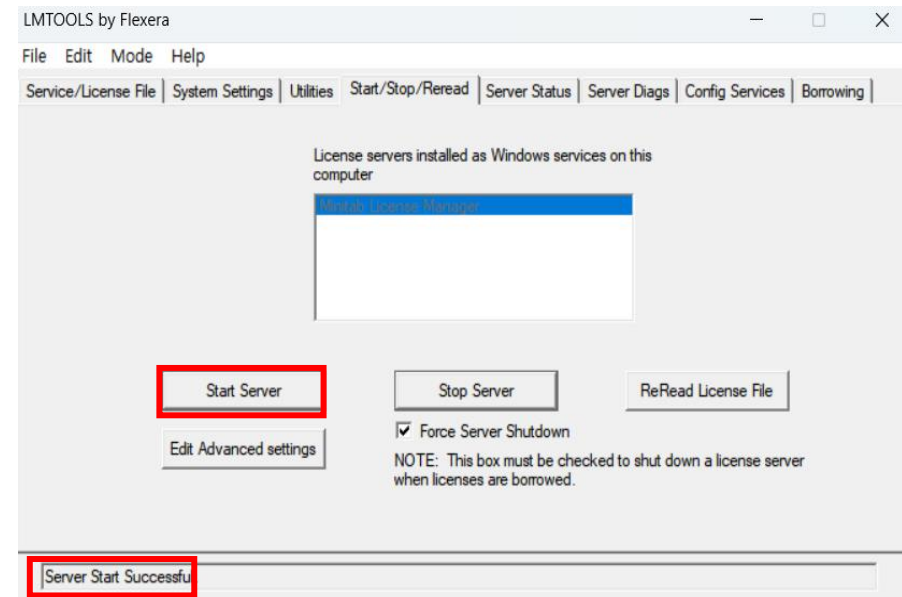 LMTOOLS by Flexera
File Edit Mode Help
Service/License File System Settings Utilities Start/Stop/Reread Server Status Server Diags Config Services Borrowing
License servers installed as Windows services on this
computer
Minitab License Manager
Start Server Stop Server ReRead License File
Edit Advanced settings
Force Server Shutdown
NOTE: This box must be checked to shut down a license server
when licenses are borrowed.
Server Start Successfu